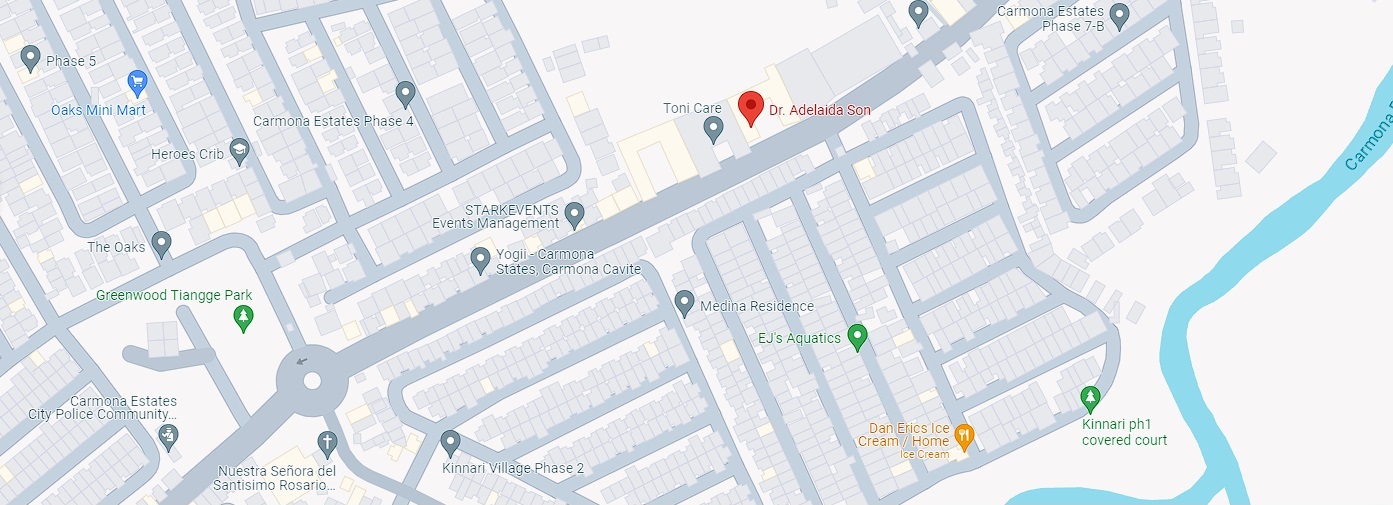 Carmona Estates
Phase 7-B
Phase 5
Oaks Mini Mart
Carmona Estates Phase 4
Toni Care
Dr. Adelaida Son
Heroes Crib
Carmona
STARKEVENTS
Events Management
The Oaks
Yogii - Carmona
States, Carmona Cavite
Greenwood Tiangge Park
Medina Residence
EJ's Aquatics
Carmona Estates
City Police Community...
Dan Erics Ice
Cream / Home
Ice Cream
Kinnari ph1
covered court
Nuestra Señora del
Santisimo Rosario...
Kinnari Village Phase 2